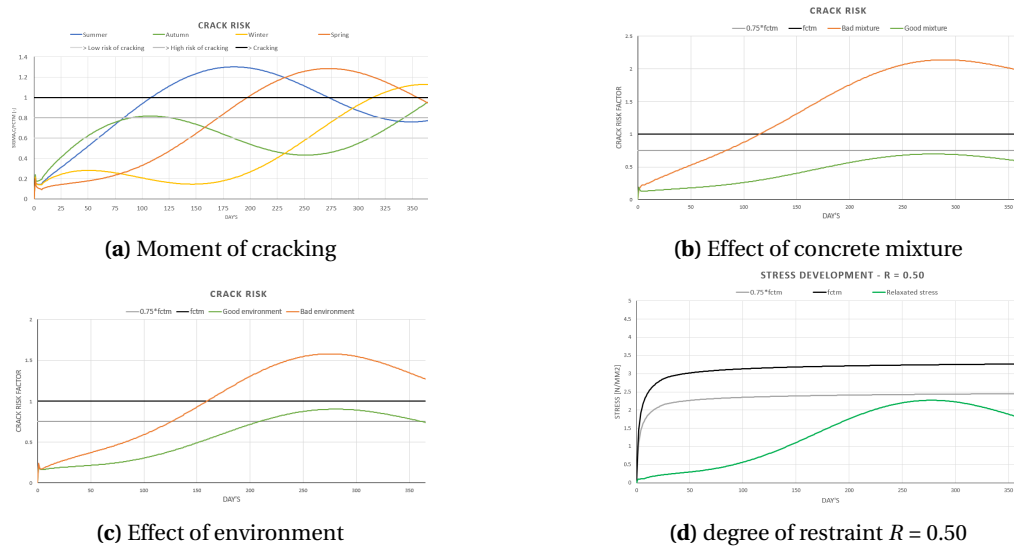 CRACK RISK
Summer Autumn Winter Spring
> Low risk of cracking > High risk of cracking > Cracking
1.4
1.2
1
0.8
0.6
0.4
0.2
0
0 25 50 75 100 125 150 175 200 225 250 275 300 325 350
DAY'S
(a) Moment of cracking
CRACK RISK
0.75*fctm fctm Bad mixture Good mixture
2.5
2
1.5
1
0.5
0
CRACK RISK FACTOR
0 50 100 150 200 250 300 350
DAY'S
(b) Effect of concrete mixture
CRACK RISK
0.75*fctm fctm Good environment Bad environment
2
1.5
1
0.5
0
CRACK RISK FACTOR
0 50 100 150 200 250 300 350
DAY'S
(c) Effect of environment
STRESS DEVELOPMENT - R = 0.50
0.75*fctm fctm Relaxated stress
5
4.5
4
3.5
3
2.5
2
1.5
1
0.5
0
STRESS [N/MM2]
0 50 100 150 200 250 300 350
DAY'S
(d) degree of restraint R = 0.50